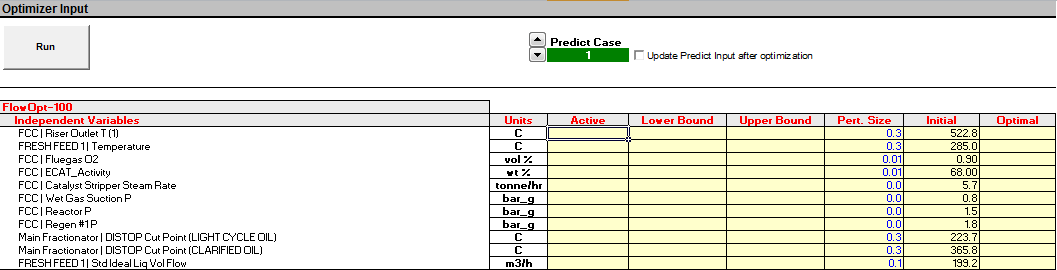 Optimizer Input
Run
Predict Case
1
Update Predict Input after optimization
FlowOpt-100
Independent Variables Units Active Lower Bound Upper Bound Pert. Size Initial Optimal
FCC | Riser Outlet T (1) C 0.3 522.8
FRESH FEED 1 | Temperature C 0.3 285.0
FCC | Fluegas O2 vol % 0.01 0.90
FCC | ECAT_Activity wt % 0.01 68.00
FCC | Catalyst Stripper Steam Rate tonne/hr 0.0 5.7
FCC | Wet Gas Suction P bar_g 0.0 0.8
FCC | Reactor P bar_g 0.0 1.5
FCC | Regen #1 P bar_g 0.0 1.8
Main Fractionator | DISTOP Cut Point (LIGHT CYCLE OIL) C 0.3 223.7
Main Fractionator | DISTOP Cut Point (CLARIFIED OIL) C 0.3 365.8
FRESH FEED 1 | Std Ideal Liq Vol Flow m3/h 0.1 199.2